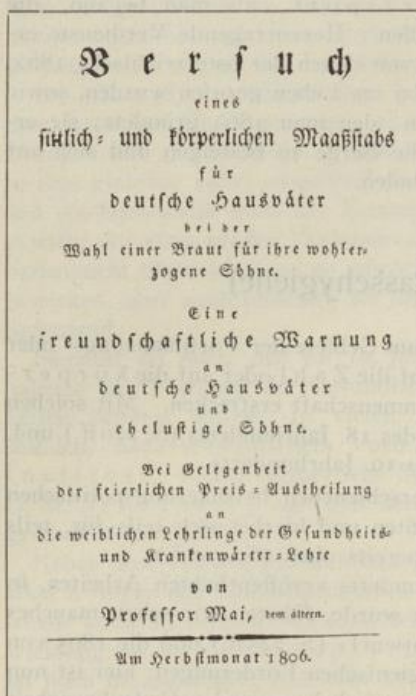 Versuch
eines
sittlich- und körperlichen Maaßstabs
für
deutsche Hausväter
bei der
Wahl einer Braut für ihre wohler-
zogene Söhne.
Eine
freundschaftliche Warnung
an
deutsche Hausväter
und
ehelustige Söhne.
Bei Gelegenheit
der feierlichen Preis-Austheilung
an
die weiblichen Lehrlinge der Gesundheits-
und Krankenwärter-Lehre
von
Professor Mai, dem ältern.
Am Herbstmonat 1806.